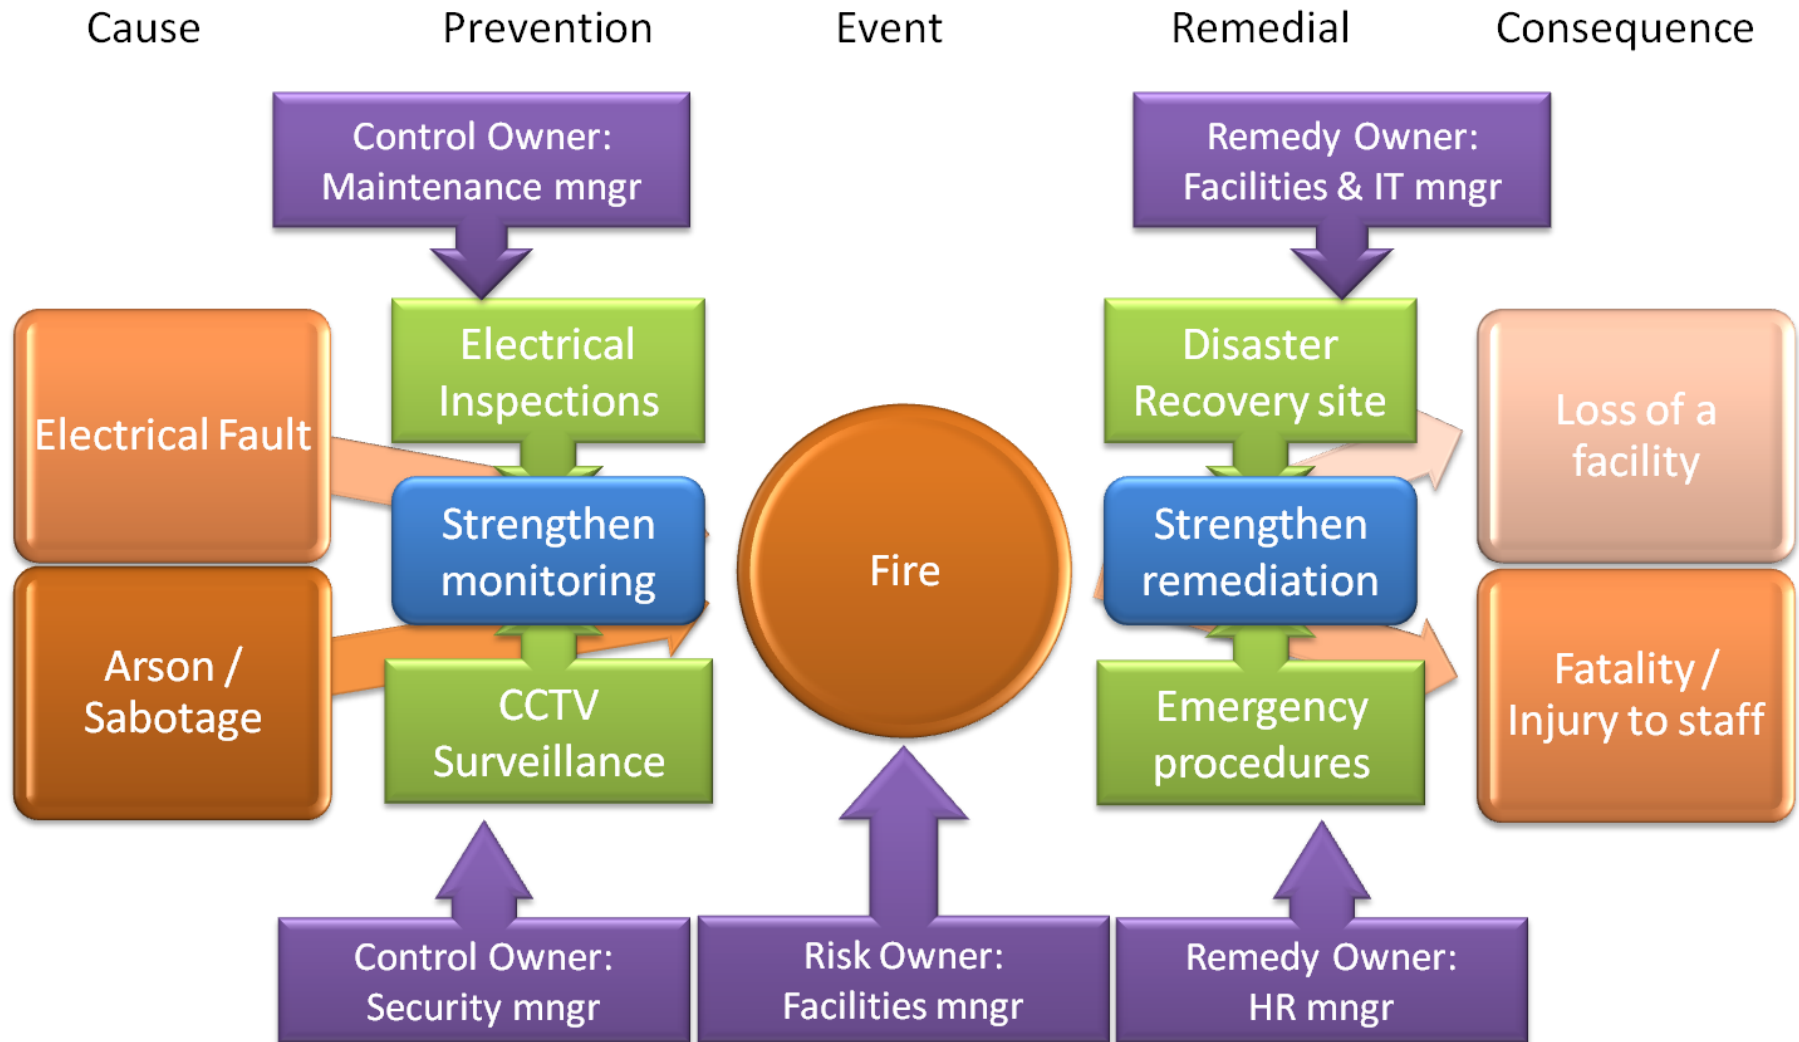 Cause
Prevention
Event
Remedial
Consequence
Control Owner:
Maintenance mngr
Remedy Owner:
Facilities & IT mngr
Electrical Fault
Electrical
Inspections
Strengthen
monitoring
Arson /
Sabotage
CCTV
Surveillance
Fire
Disaster
Recovery site
Strengthen
remediation
Emergency
procedures
Loss of a
facility
Fatality /
Injury to staff
Control Owner:
Security mngr
Risk Owner:
Facilities mngr
Remedy Owner:
HR mngr